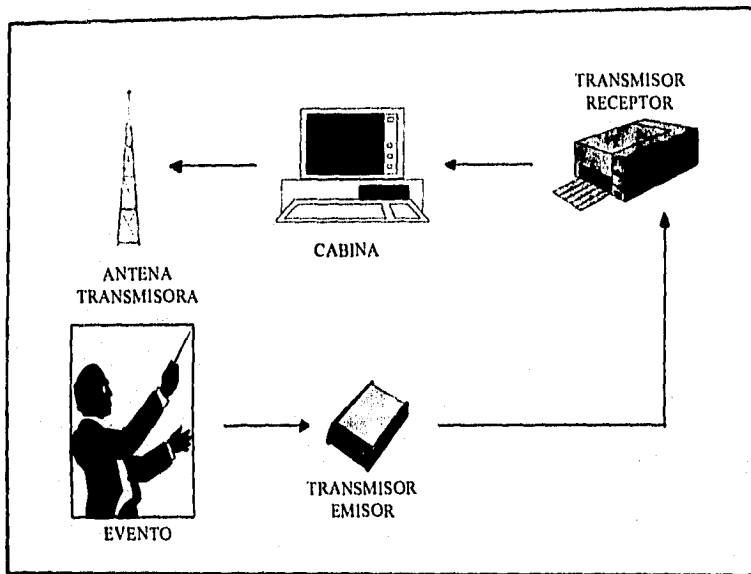 TRANSMISOR
RECEPTOR
CABINA
ANTENA
TRANSMISORA
TRANSMISOR
EMISOR
EVENTO